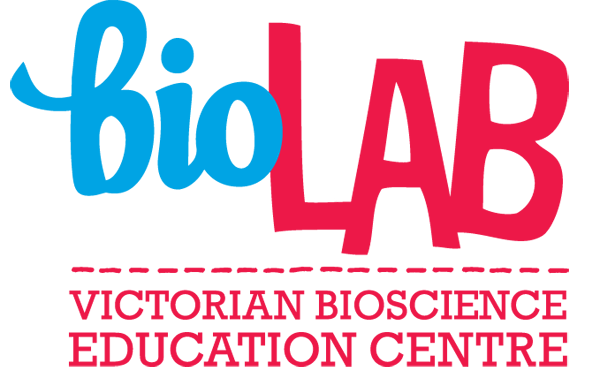 bioLAB
VICTORIAN BIOSCIENCE
EDUCATION CENTRE